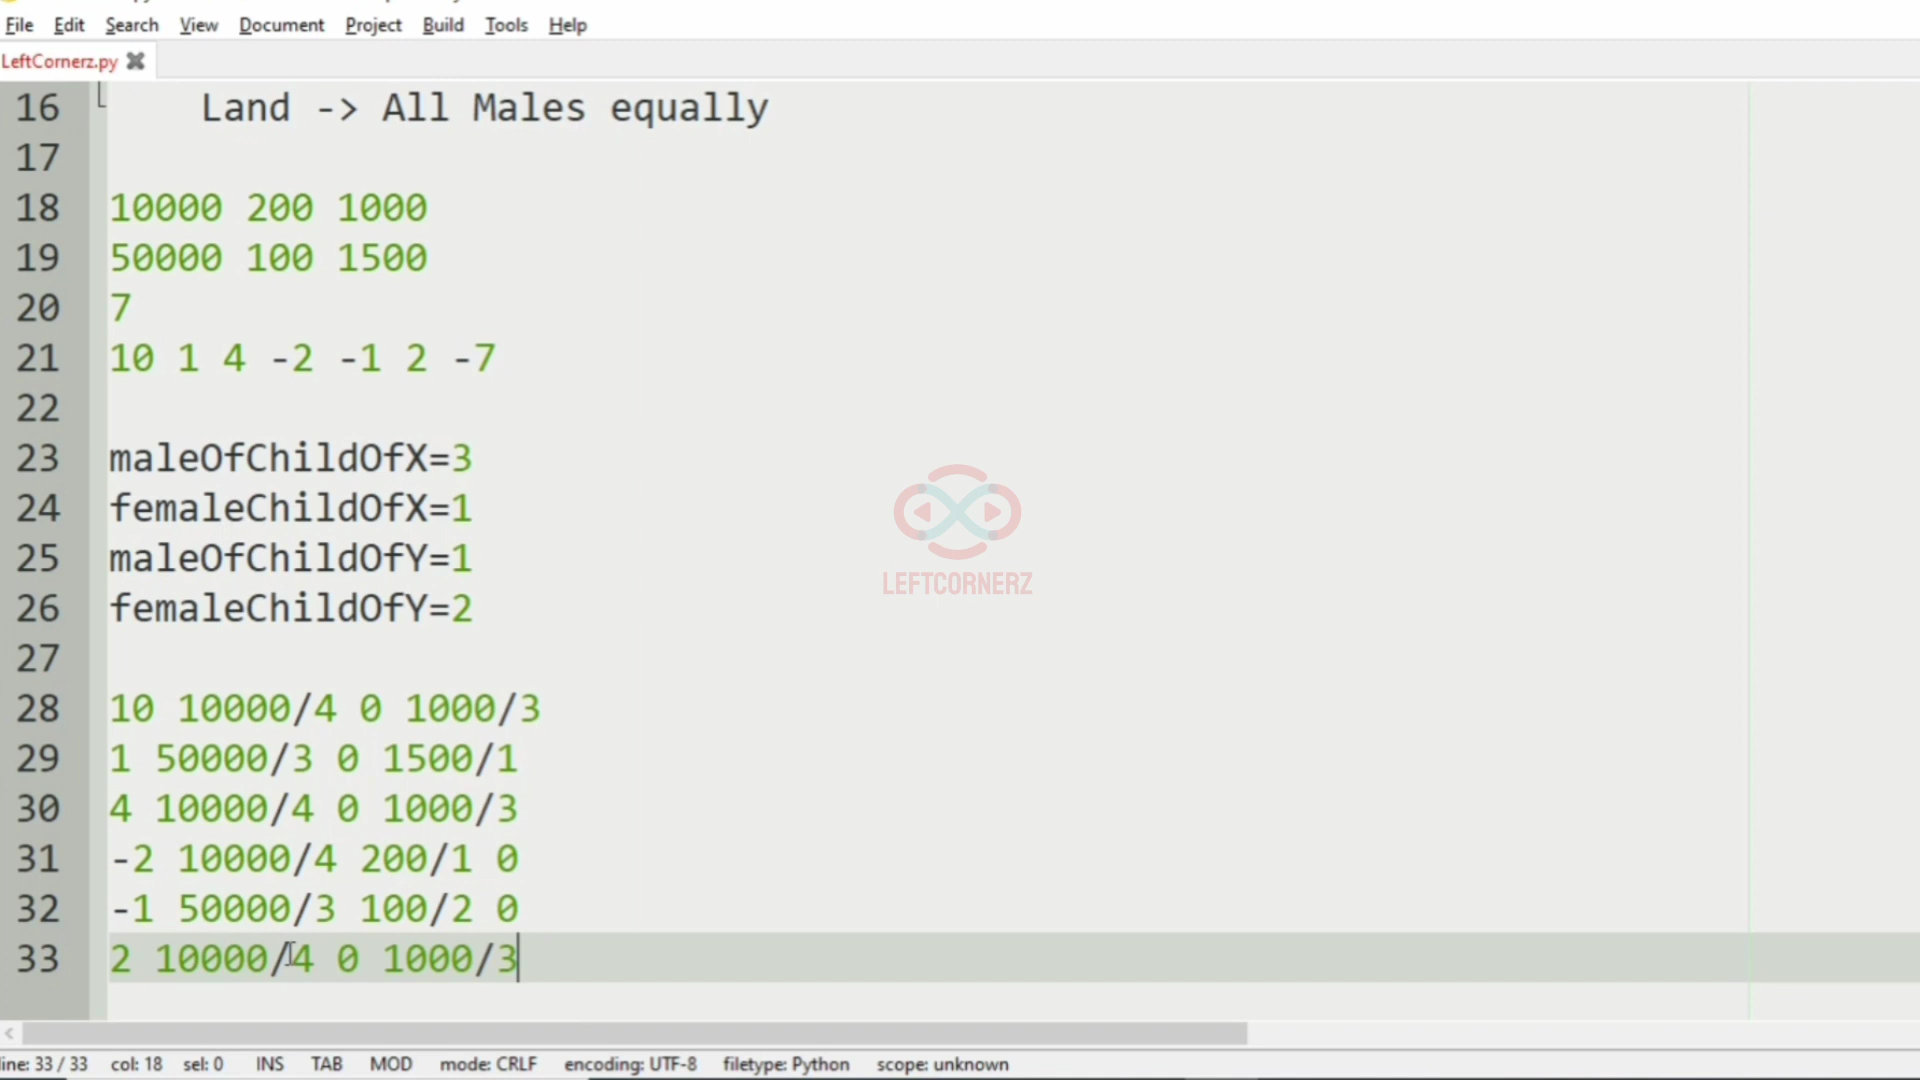 File Edit Search View Document Project Build Tools Help
LeftCornerz.py
16 Land -> All Males equally
17
18 10000 200 1000
19 50000 100 1500
20 7
21 10 1 4 -2 -1 2 -7
22
23 maleOfChildOfX=3
24 femaleChildOfX=1
25 maleOfChildOfY=1
26 femaleChildOfY=2
27
28 10 10000/4 0 1000/3
29 1 50000/3 0 1500/1
30 4 10000/4 0 1000/3
31 -2 10000/4 200/1 0
32 -1 50000/3 100/2 0
33 2 10000/4 0 1000/3
LEFTCORNERZ
line: 33 / 33 col: 18 sel: 0 INS TAB MOD mode: CRLF encoding: UTF-8 filetype: Python scope: unknown